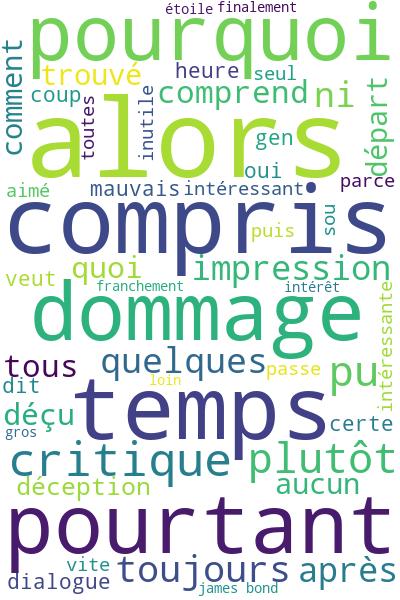 étoile finalement
pourquoi
trouvé heure seul
comment coup comprend ni
toutes inutile départ
alors gen
oui
aimé mauvais intéressant parce
compris sou
puis
veut quoi impression
franchement intérêt
dommage intéressante
tous quelques passe pu
dit loin
déçu temps certe
gros
critique plutôt
déception aucun
pourtant
vite toujours après
dialogue james bond